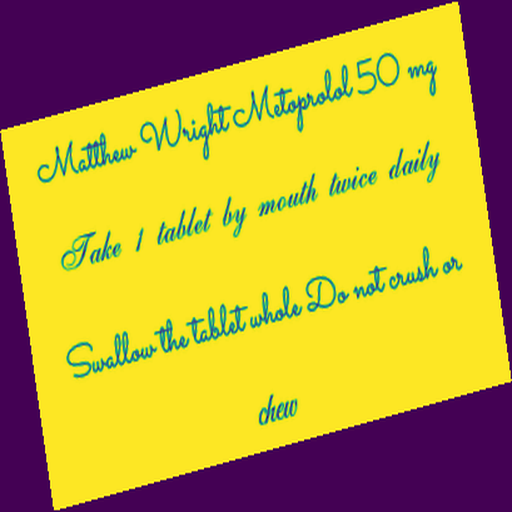 Matthew Wright Metoprolol 50 mg
Take 1 tablet by mouth twice daily
Swallow the tablet whole Do not crush or
chew